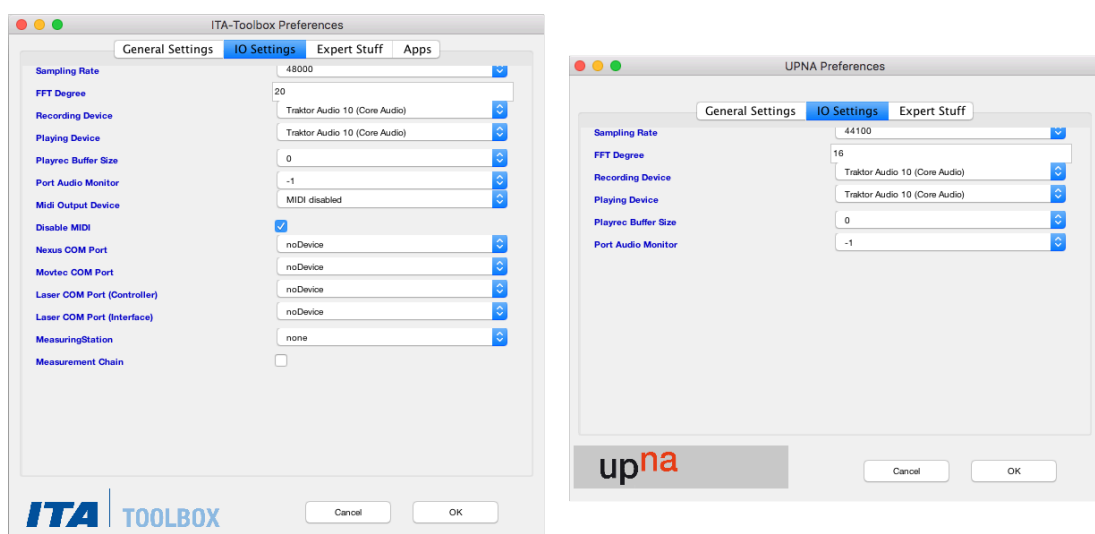 ITA-Toolbox Preferences
General Settings IO Settings Expert Stuff Apps
Sampling Rate 48000
FFT Degree 20
Recording Device Traktor Audio 10 (Core Audio)
Playing Device Traktor Audio 10 (Core Audio)
Playrec Buffer Size 0
Port Audio Monitor -1
Midi Output Device MIDI disabled
Disable MIDI
Nexus COM Port noDevice
Movtec COM Port noDevice
Laser COM Port (Controller) noDevice
Laser COM Port (Interface) noDevice
MeasuringStation none
Measurement Chain
ITA TOOLBOX Cancel OK
UPNA Preferences
General Settings IO Settings Expert Stuff
Sampling Rate 44100
FFT Degree 16
Recording Device Traktor Audio 10 (Core Audio)
Playing Device Traktor Audio 10 (Core Audio)
Playrec Buffer Size 0
Port Audio Monitor -1
upna Cancel OK